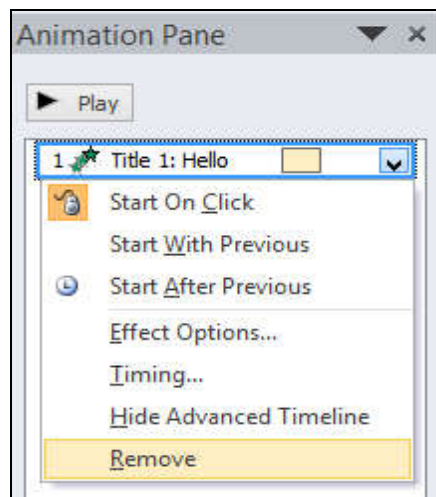 Animation Pane
Play
1 Title 1: Hello
Start On Click
Start With Previous
Start After Previous
Effect Options...
Timing...
Hide Advanced Timeline
Remove